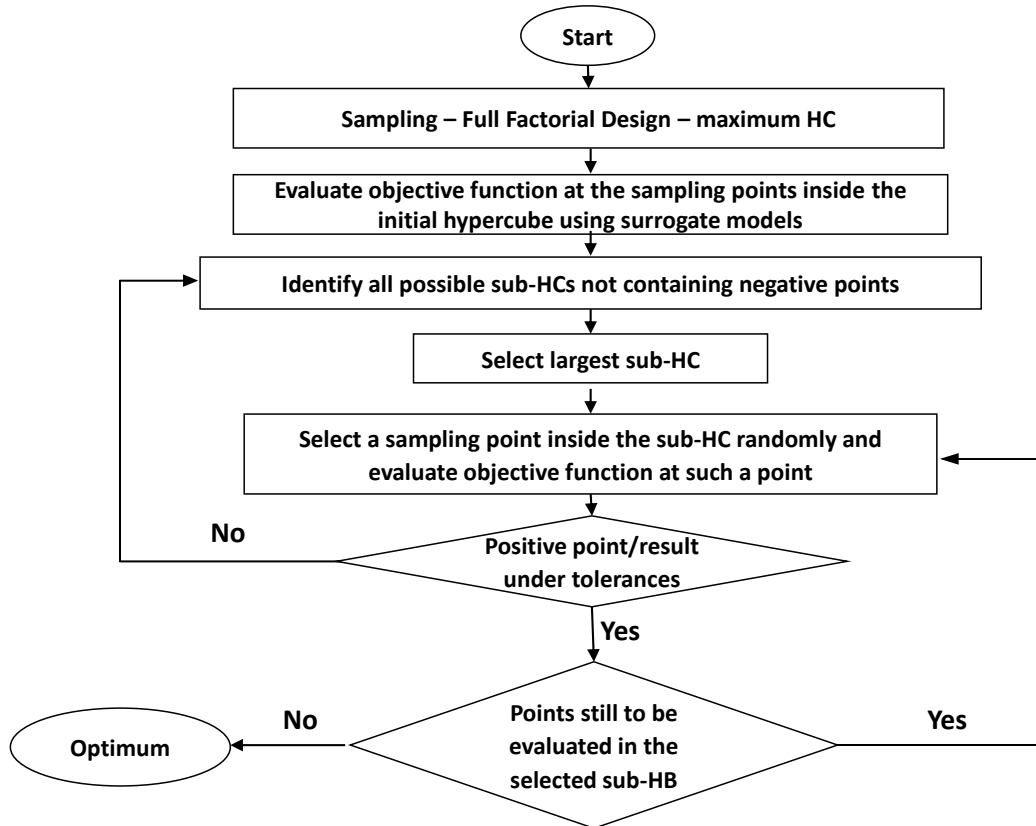 Start
Sampling – Full Factorial Design – maximum HC
Evaluate objective function at the sampling points inside the
initial hypercube using surrogate models
Identify all possible sub-HCs not containing negative points
Select largest sub-HC
Select a sampling point inside the sub-HC randomly and
evaluate objective function at such a point
No
Positive point/result
under tolerances
Yes
No
Points still to be
evaluated in the
selected sub-HB
Yes
Optimum